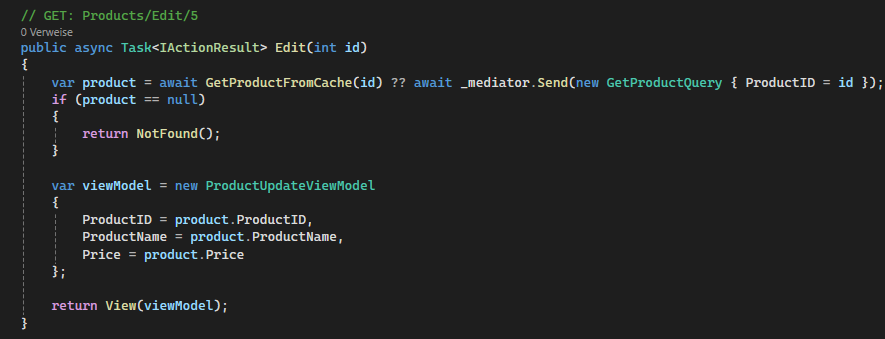 // GET: Products/Edit/5
0 Verweise
public async Task<IActionResult> Edit(int id)
{
    var product = await GetProductFromCache(id) ?? await _mediator.Send(new GetProductQuery { ProductID = id });
    if (product == null)
    {
        return NotFound();
    }

    var viewModel = new ProductUpdateViewModel
    {
        ProductID = product.ProductID,
        ProductName = product.ProductName,
        Price = product.Price
    };

    return View(viewModel);
}